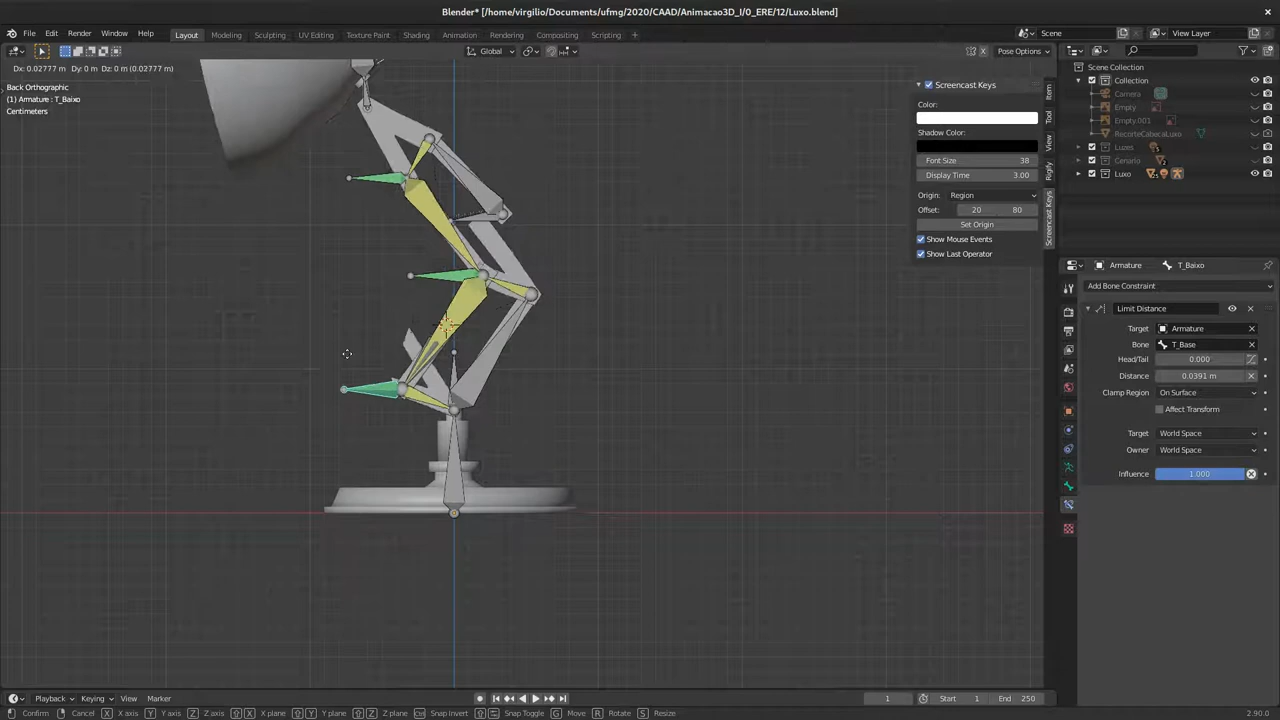 Blender* [/home/virgilio/Documents/ufmg/2020/CAAD/Animacao3D_I/0_ERE/12/Luxo.blend]
File Edit Render Window Help Layout Modeling Sculpting UV Editing Texture Paint Shading Animation Rendering Compositing Scripting + Scene View Layer
Global Pose Options
Dx: 0.02777 m Dy: 0 m Dz: 0 m (0.02777 m)
Back Orthographic
(1) Armature : T_Baixo
Centimeters
Screencast Keys
Color:
Shadow Color:
Font Size 38
Display Time 3.00
Origin: Region
Offset: 20 80
Set Origin
Show Mouse Events
Show Last Operator
Item
Tool
View
Rigify
Screencast Keys
Scene Collection
Collection
Camera
Empty
Empty.001
RecorteCabecaLuxo
Luzes
Cenario
Luxo
Armature T_Baixo
Add Bone Constraint
Limit Distance
Target Armature
Bone T_Base
Head/Tail 0.000
Distance 0.0391 m
Clamp Region On Surface
Affect Transform
Target World Space
Owner World Space
Influence 1.000
Playback Keying View Marker 1 Start 1 End 250
Confirm Cancel X X axis Y Y axis Z Z axis X X plane Y Y plane Z Z plane Ctrl Snap Invert Snap Toggle G Move R Rotate S Resize 2.90.0